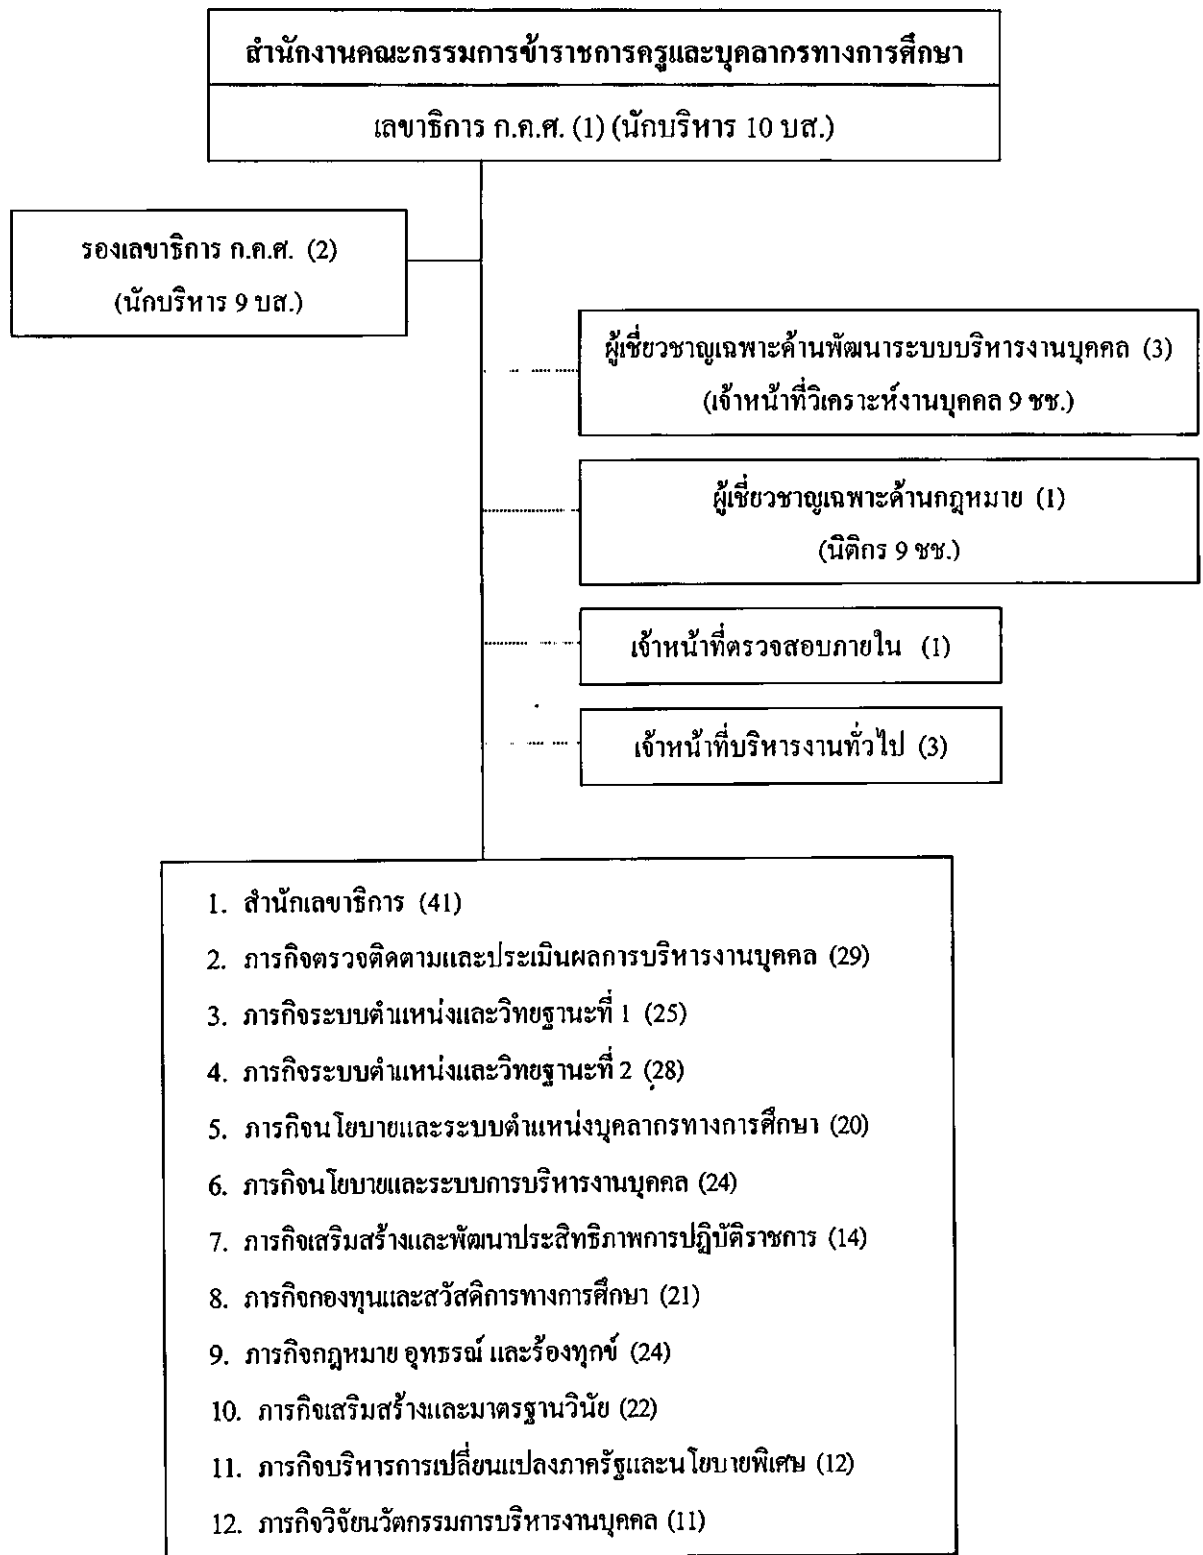 สำนักงานคณะกรรมการข้าราชการครูและบุคลากรทางการศึกษา
เลขาธิการ ก.ค.ศ. (1) (นักบริหาร 10 บส.)
รองเลขาธิการ ก.ค.ศ. (2)
(นักบริหาร 9 บส.)
ผู้เชี่ยวชาญเฉพาะด้านพัฒนาระบบบริหารงานบุคคล (3)
(เจ้าหน้าที่วิเคราะห์งานบุคคล 9 ชช.)
ผู้เชี่ยวชาญเฉพาะด้านกฎหมาย (1)
(นิติกร 9 ชช.)
เจ้าหน้าที่ตรวจสอบภายใน (1)
เจ้าหน้าที่บริหารงานทั่วไป (3)
1. สำนักเลขาธิการ (41)
2. ภารกิจตรวจติดตามและประเมินผลการบริหารงานบุคคล (29)
3. ภารกิจระบบตำแหน่งและวิทยฐานะที่ 1 (25)
4. ภารกิจระบบตำแหน่งและวิทยฐานะที่ 2 (28)
5. ภารกิจนโยบายและระบบตำแหน่งบุคลากรทางการศึกษา (20)
6. ภารกิจนโยบายและระบบการบริหารงานบุคคล (24)
7. ภารกิจเสริมสร้างและพัฒนาประสิทธิภาพการปฏิบัติราชการ (14)
8. ภารกิจกองทุนและสวัสดิการทางการศึกษา (21)
9. ภารกิจกฎหมาย อุทธรณ์ และร้องทุกข์ (24)
10. ภารกิจเสริมสร้างและมาตรฐานวินัย (22)
11. ภารกิจบริหารการเปลี่ยนแปลงภาครัฐและนโยบายพิเศษ (12)
12. ภารกิจวิจัยนวัตกรรมการบริหารงานบุคคล (11)